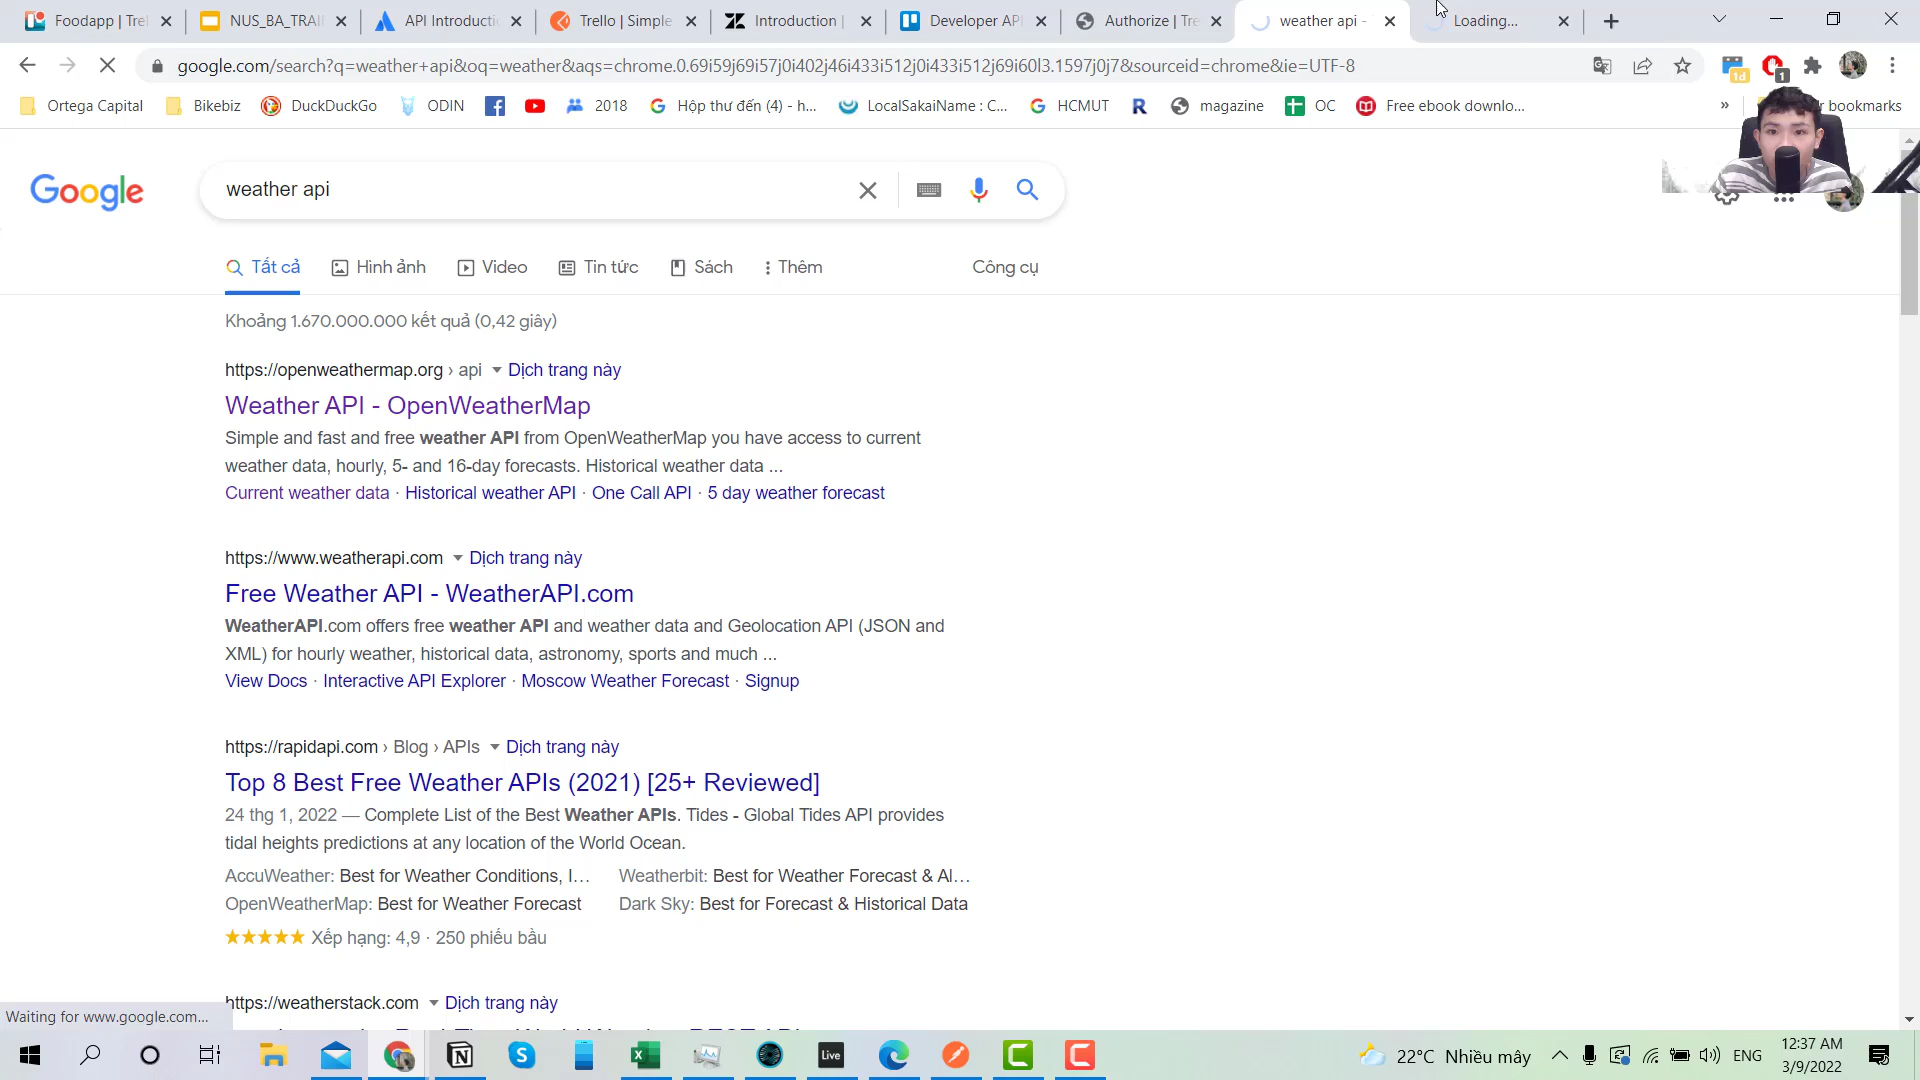 Foodapp | Trel
NUS_BA_TRAI
API Introducti
Trello | Simple
Introduction |
Developer API
Authorize | Tre
weather api -
Loading...
google.com/search?q=weather+api&oq=weather&aqs=chrome.0.69i59j69i57j0i402j46i433i512j0i433i512j69i60l3.1597j0j7&sourceid=chrome&ie=UTF-8
1d
1
Ortega Capital
Bikebiz
DuckDuckGo
ODIN
2018
Hộp thư đến (4) - h...
LocalSakaiName : C...
HCMUT
magazine
OC
Free ebook downlo...
»
r bookmarks
Google
weather api
Tất cả
Hình ảnh
Video
Tin tức
Sách
Thêm
Công cụ
Khoảng 1.670.000.000 kết quả (0,42 giây)
https://openweathermap.org › api
Dịch trang này
Weather API - OpenWeatherMap
Simple and fast and free weather API from OpenWeatherMap you have access to current
weather data, hourly, 5- and 16-day forecasts. Historical weather data ...
Current weather data · Historical weather API · One Call API · 5 day weather forecast
https://www.weatherapi.com
Dịch trang này
Free Weather API - WeatherAPI.com
WeatherAPI.com offers free weather API and weather data and Geolocation API (JSON and
XML) for hourly weather, historical data, astronomy, sports and much ...
View Docs · Interactive API Explorer · Moscow Weather Forecast · Signup
https://rapidapi.com › Blog › APIs
Dịch trang này
Top 8 Best Free Weather APIs (2021) [25+ Reviewed]
24 thg 1, 2022 — Complete List of the Best Weather APIs. Tides - Global Tides API provides
tidal heights predictions at any location of the World Ocean.
AccuWeather: Best for Weather Conditions, I...
Weatherbit: Best for Weather Forecast & Al...
OpenWeatherMap: Best for Weather Forecast
Dark Sky: Best for Forecast & Historical Data
Xếp hạng: 4,9 · 250 phiếu bầu
https://weatherstack.com
Dịch trang này
Waiting for www.google.com...
Live
22°C Nhiều mây
ENG
12:37 AM
3/9/2022